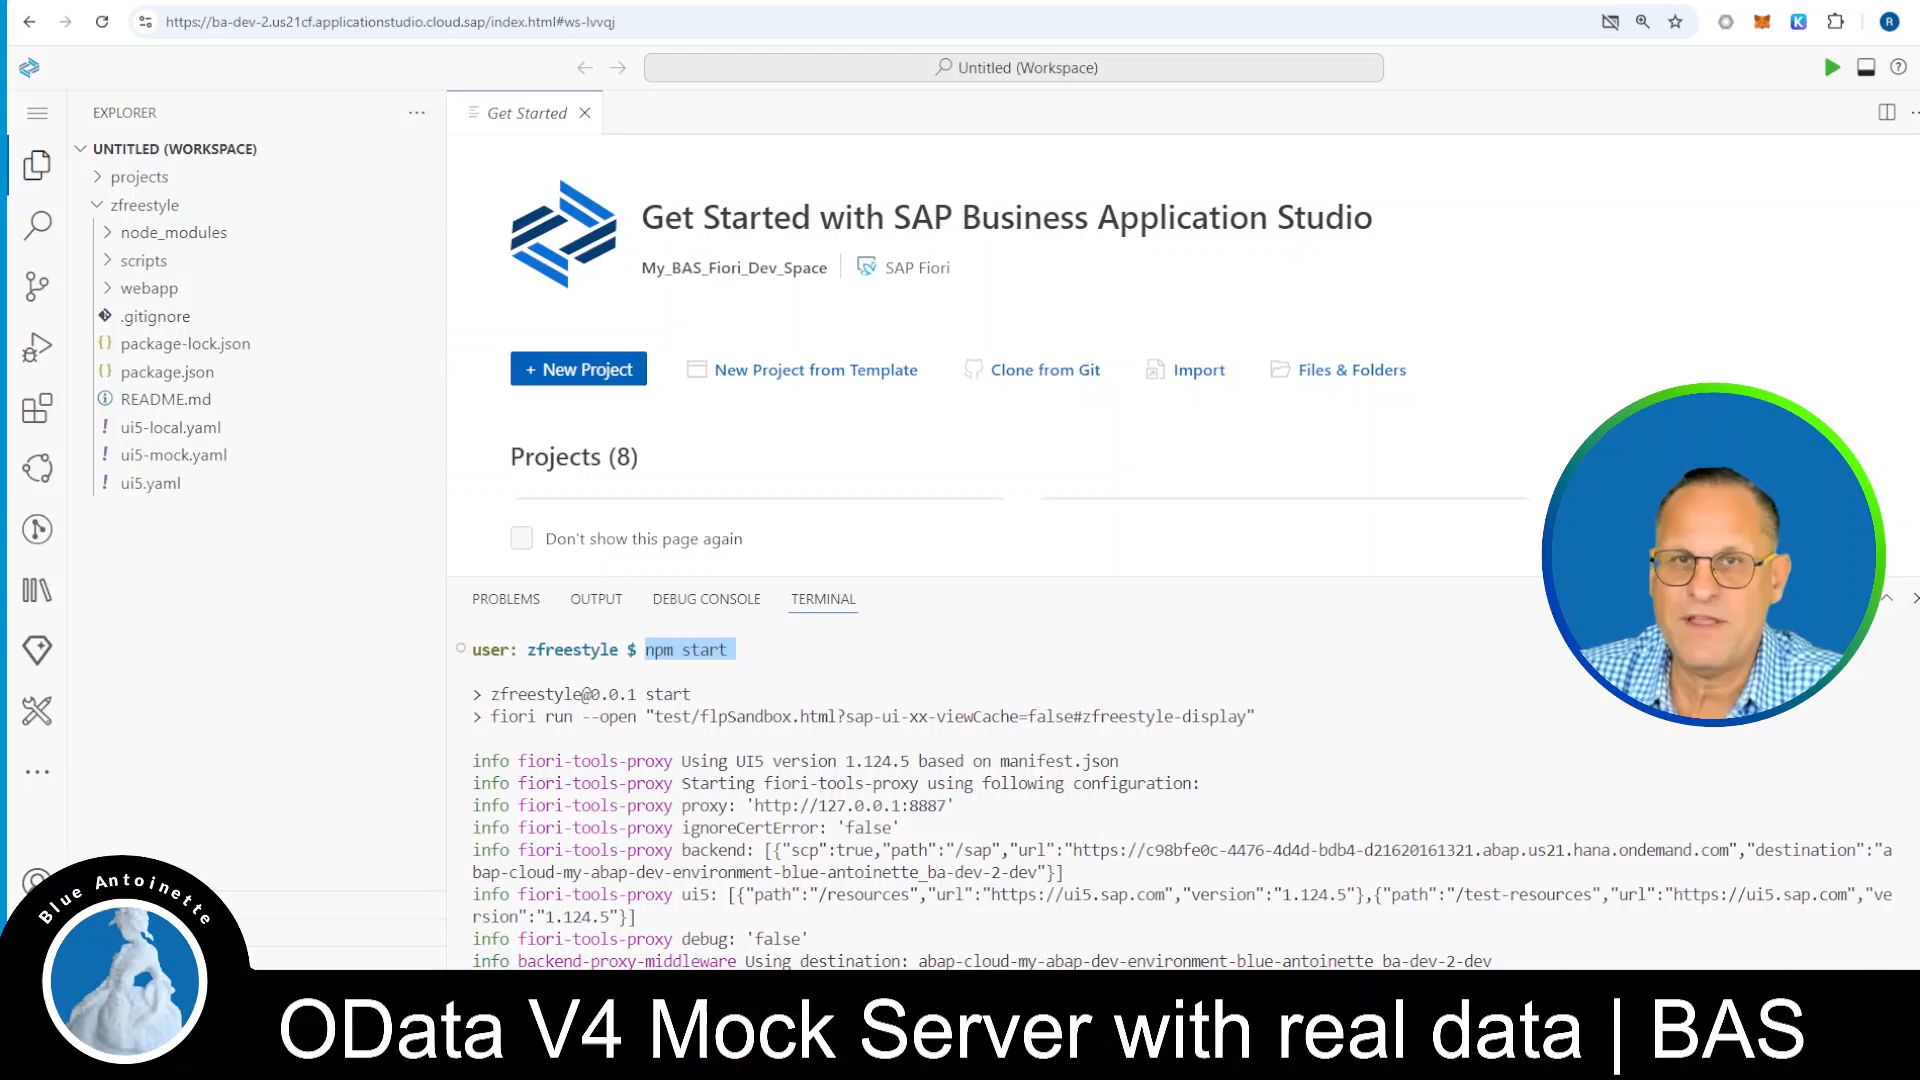 https://ba-dev-2.us21cf.applicationstudio.cloud.sap/index.html#ws-lvvqj
K
R
Untitled (Workspace)
EXPLORER
Get Started
UNTITLED (WORKSPACE)
projects
zfreestyle
node_modules
scripts
webapp
.gitignore
package-lock.json
package.json
README.md
ui5-local.yaml
ui5-mock.yaml
ui5.yaml
Get Started with SAP Business Application Studio
My_BAS_Fiori_Dev_Space
SAP Fiori
+ New Project
New Project from Template
Clone from Git
Import
Files & Folders
Projects (8)
Don't show this page again
PROBLEMS
OUTPUT
DEBUG CONSOLE
TERMINAL
user: zfreestyle $ npm start
> zfreestyle@0.0.1 start
> fiori run --open "test/flpSandbox.html?sap-ui-xx-viewCache=false#zfreestyle-display"
info fiori-tools-proxy Using UI5 version 1.124.5 based on manifest.json
info fiori-tools-proxy Starting fiori-tools-proxy using following configuration:
info fiori-tools-proxy proxy: 'http://127.0.0.1:8887'
info fiori-tools-proxy ignoreCertError: 'false'
info fiori-tools-proxy backend: [{"scp":true,"path":"/sap","url":"https://c98bfe0c-4476-4d4d-bdb4-d21620161321.abap.us21.hana.ondemand.com","destination":"a
bap-cloud-my-abap-dev-environment-blue-antoinette_ba-dev-2-dev"}]
info fiori-tools-proxy ui5: [{"path":"/resources","url":"https://ui5.sap.com","version":"1.124.5"},{"path":"/test-resources","url":"https://ui5.sap.com","ve
rsion":"1.124.5"}]
info fiori-tools-proxy debug: 'false'
info backend-proxy-middleware Using destination: abap-cloud-my-abap-dev-environment-blue-antoinette ba-dev-2-dev
Blue Antoinette
OData V4 Mock Server with real data | BAS